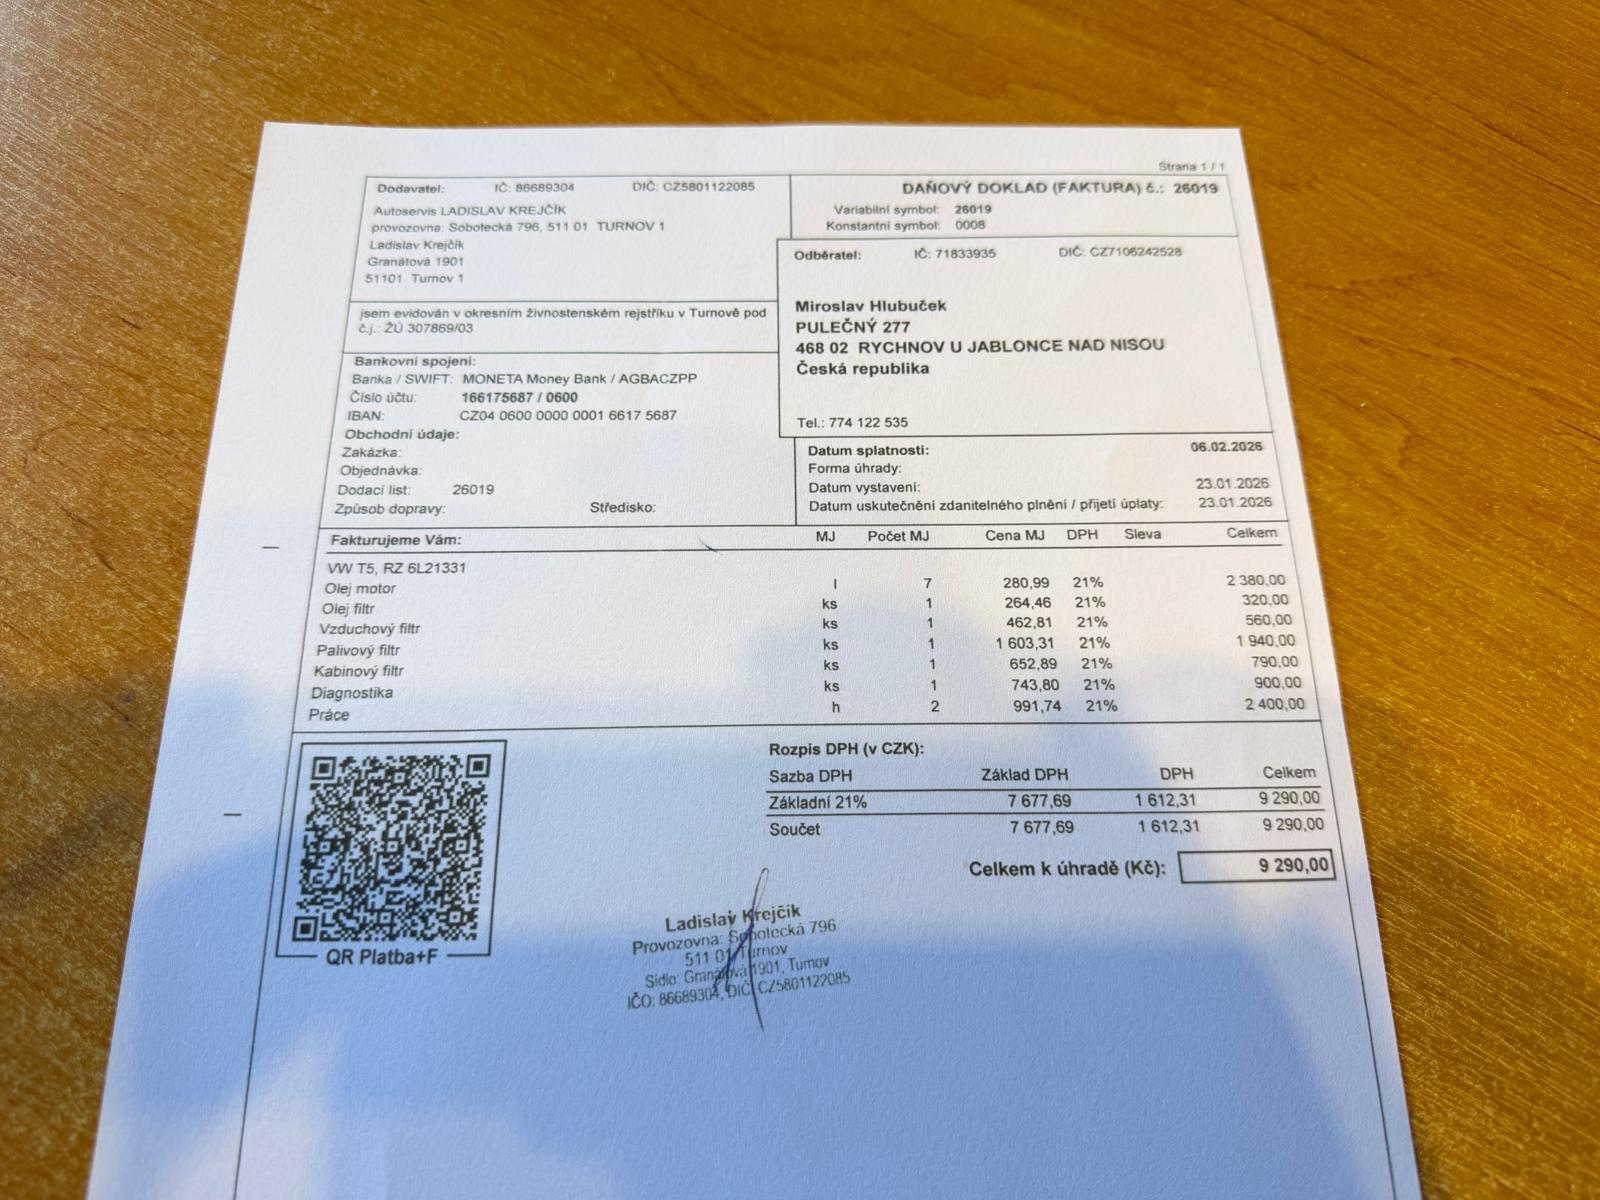 Strana 1 / 1
Dodavatel: IČ: 86689304 DIČ: CZ5801122085
Autoservis LADISLAV KREJČÍK
provozovna: Sobotecká 796, 511 01 TURNOV 1
Ladislav Krejčík
Granátová 1901
51101 Turnov 1
DAŇOVÝ DOKLAD (FAKTURA) č.: 26019
Variabilní symbol: 26019
Konstantní symbol: 0008
jsem evidován v okresním živnostenském rejstříku v Turnově pod
č.j.: ŽÚ 307869/03
Odběratel: IČ: 71833935 DIČ: CZ7106242528
Miroslav Hlubuček
PULEČNÝ 277
468 02 RYCHNOV U JABLONCE NAD NISOU
Česká republika
Tel.: 774 122 535
Bankovní spojení:
Banka / SWIFT: MONETA Money Bank / AGBACZPP
Číslo účtu: 166175687 / 0600
IBAN: CZ04 0600 0000 0001 6617 5687
Obchodní údaje:
Zakázka:
Objednávka:
Dodací list: 26019
Způsob dopravy: Středisko:
Datum splatnosti: 06.02.2026
Forma úhrady:
Datum vystavení: 23.01.2026
Datum uskutečnění zdanitelného plnění / přijetí úplaty: 23.01.2026
Fakturujeme Vám: MJ Počet MJ Cena MJ DPH Sleva Celkem
VW T5, RZ 6L21331
Olej motor l 7 280,99 21% 2 380,00
Olej filtr ks 1 264,46 21% 320,00
Vzduchový filtr ks 1 462,81 21% 560,00
Palivový filtr ks 1 1 603,31 21% 1 940,00
Kabinový filtr ks 1 652,89 21% 790,00
Diagnostika ks 1 743,80 21% 900,00
Práce h 2 991,74 21% 2 400,00
Rozpis DPH (v CZK):
Sazba DPH Základ DPH DPH Celkem
Základní 21% 7 677,69 1 612,31 9 290,00
Součet 7 677,69 1 612,31 9 290,00
Celkem k úhradě (Kč): 9 290,00
QR Platba+F
Ladislav Krejčík
Provozovna: Sobotecká 796
511 01 Turnov
Sídlo: Granátová 1901, Turnov
IČO: 86689304, DIČ: CZ5801122085